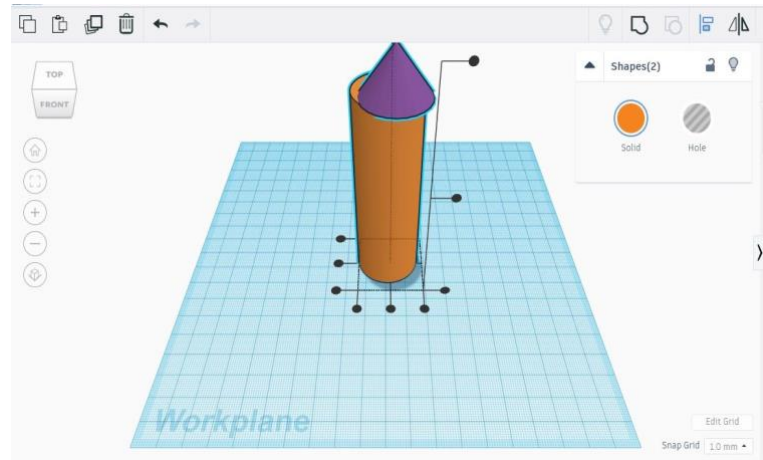 TOP
FRONT
Shapes(2)
Solid
Hole
Workplane
Edit Grid
Snap Grid 1.0 mm